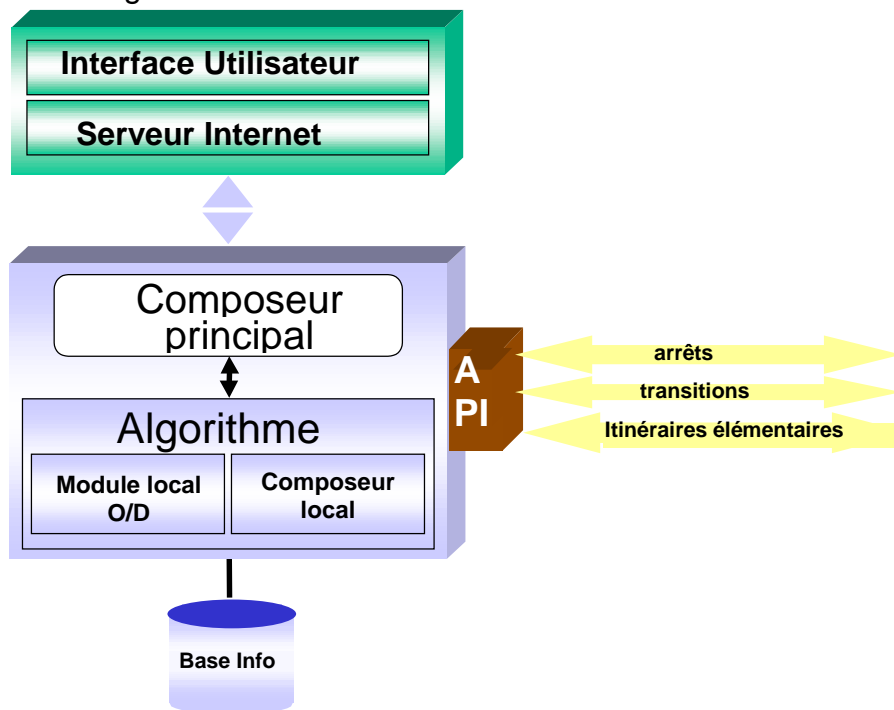 Interface Utilisateur
Serveur Internet
Composeur
principal
A
PI
arrêts
transitions
Itinéraires élémentaires
Algorithme
Module local
O/D
Composeur
local
Base Info